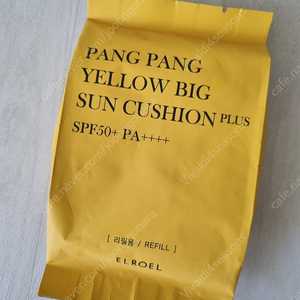 PANG PANG
YELLOW BIG
SUN CUSHION PLUS
SPF50+ PA++++
[ 리필용 / REFILL ]
ELROEL